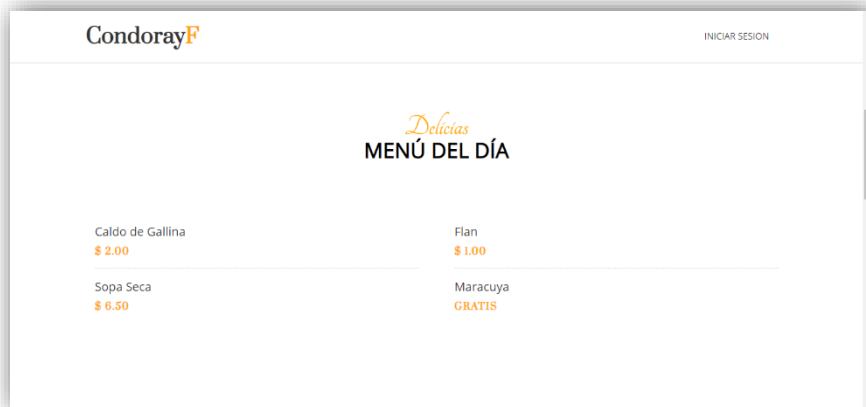 CondorayF
INICIAR SESION
Delicias
MENÚ DEL DÍA
Caldo de Gallina
$ 2.00
Sopa Seca
$ 6.50
Flan
$ 1.00
Maracuya
GRATIS